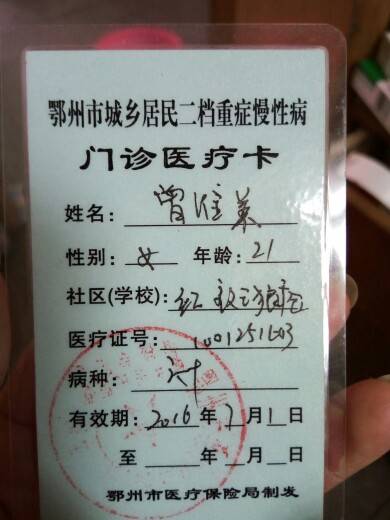 鄂州市城乡居民二档重症慢性病
门诊医疗卡
姓名：曾
性别：女 年龄：21
社区(学校)：红
医疗证号：1001251603
病种：
有效期：2016年7月1日
至 年 月 日
鄂州市医疗保险局制发